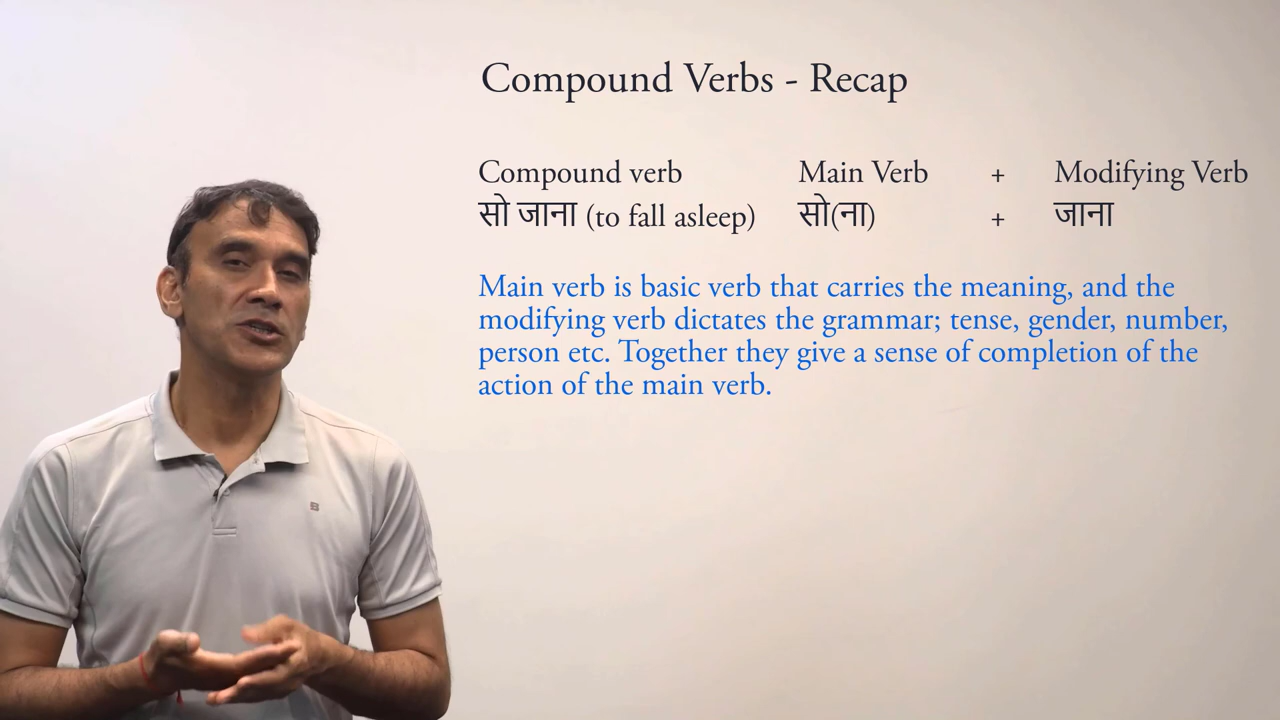 Compound Verbs - Recap
Compound verb Main Verb + Modifying Verb
सो जाना (to fall asleep) सो(ना) + जाना
Main verb is basic verb that carries the meaning, and the
modifying verb dictates the grammar; tense, gender, number,
person etc. Together they give a sense of completion of the
action of the main verb.